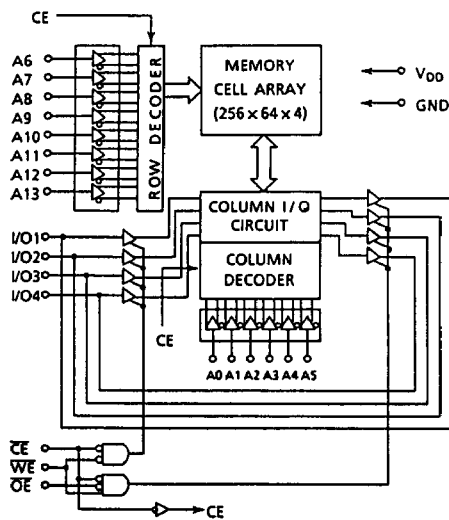 CE
A6
A7
A8
A9
A10
A11
A12
A13
ROW DECODER
MEMORY
CELL ARRAY
(256 x 64 x 4)
VDD
GND
I/O1
I/O2
I/O3
I/O4
COLUMN I/O
CIRCUIT
COLUMN
DECODER
CE
A0 A1 A2 A3 A4 A5
CE
WE
OE
CE